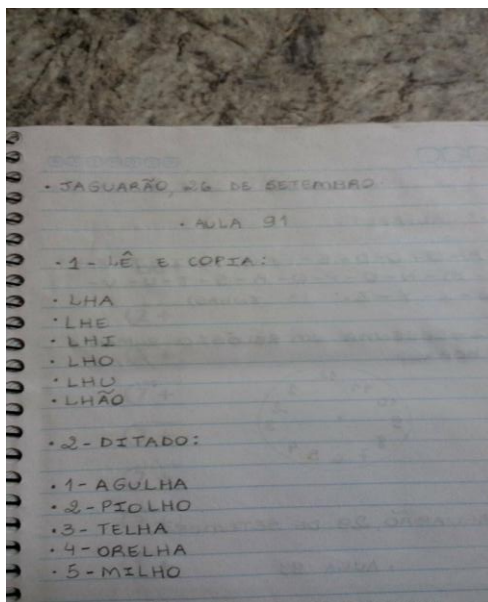 • JAGUARÃO, 26 DE SETEMBRO.
• AULA 91
• 1 - LÊ E COPIA:
• LHA
• LHE
• LHI
• LHO
• LHU
• LHÃO
• 2 - DITADO:
• 1 - AGULHA
• 2 - PIOLHO
• 3 - TELHA
• 4 - ORELHA
• 5 - MILHO